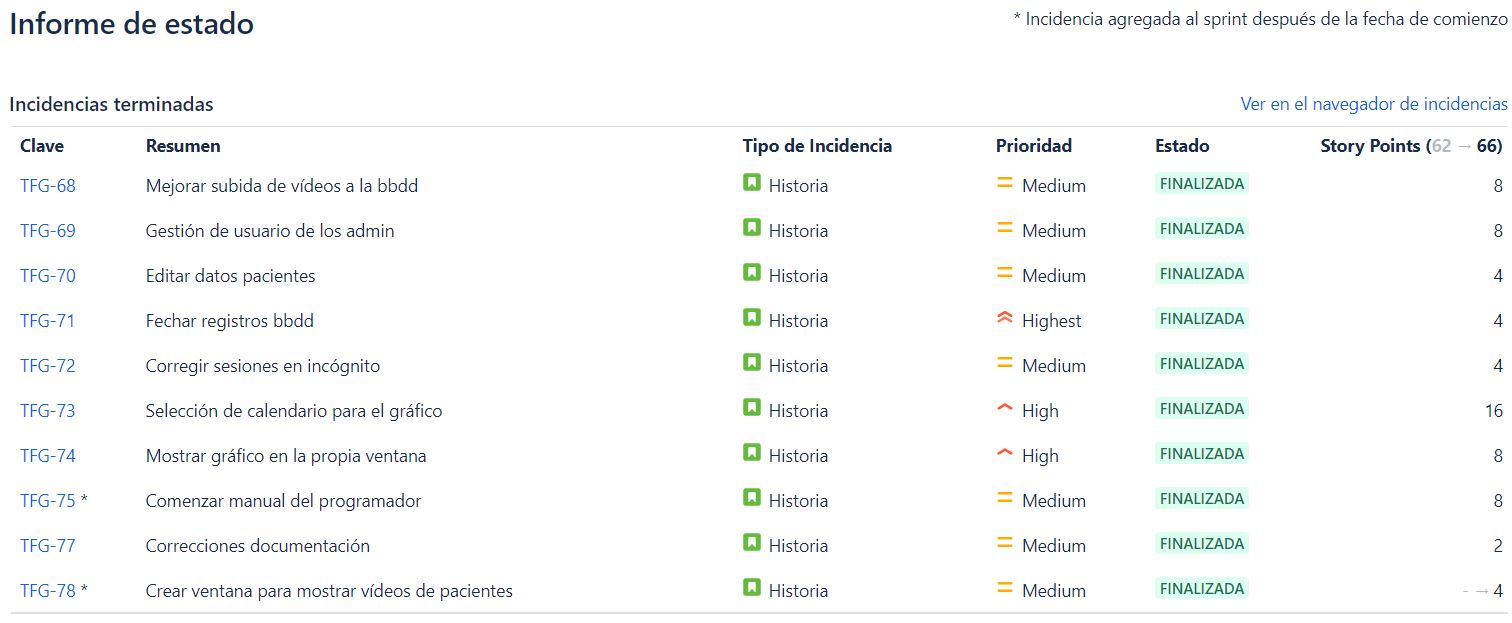 Informe de estado
* Incidencia agregada al sprint después de la fecha de comienzo
Incidencias terminadas
Ver en el navegador de incidencias
Clave Resumen Tipo de Incidencia Prioridad Estado Story Points (62 → 66)
TFG-68 Mejorar subida de vídeos a la bbdd Historia Medium FINALIZADA 8
TFG-69 Gestión de usuario de los admin Historia Medium FINALIZADA 8
TFG-70 Editar datos pacientes Historia Medium FINALIZADA 4
TFG-71 Fechar registros bbdd Historia Highest FINALIZADA 4
TFG-72 Corregir sesiones en incógnito Historia Medium FINALIZADA 4
TFG-73 Selección de calendario para el gráfico Historia High FINALIZADA 16
TFG-74 Mostrar gráfico en la propia ventana Historia High FINALIZADA 8
TFG-75 * Comenzar manual del programador Historia Medium FINALIZADA 8
TFG-77 Correcciones documentación Historia Medium FINALIZADA 2
TFG-78 * Crear ventana para mostrar vídeos de pacientes Historia Medium FINALIZADA - → 4